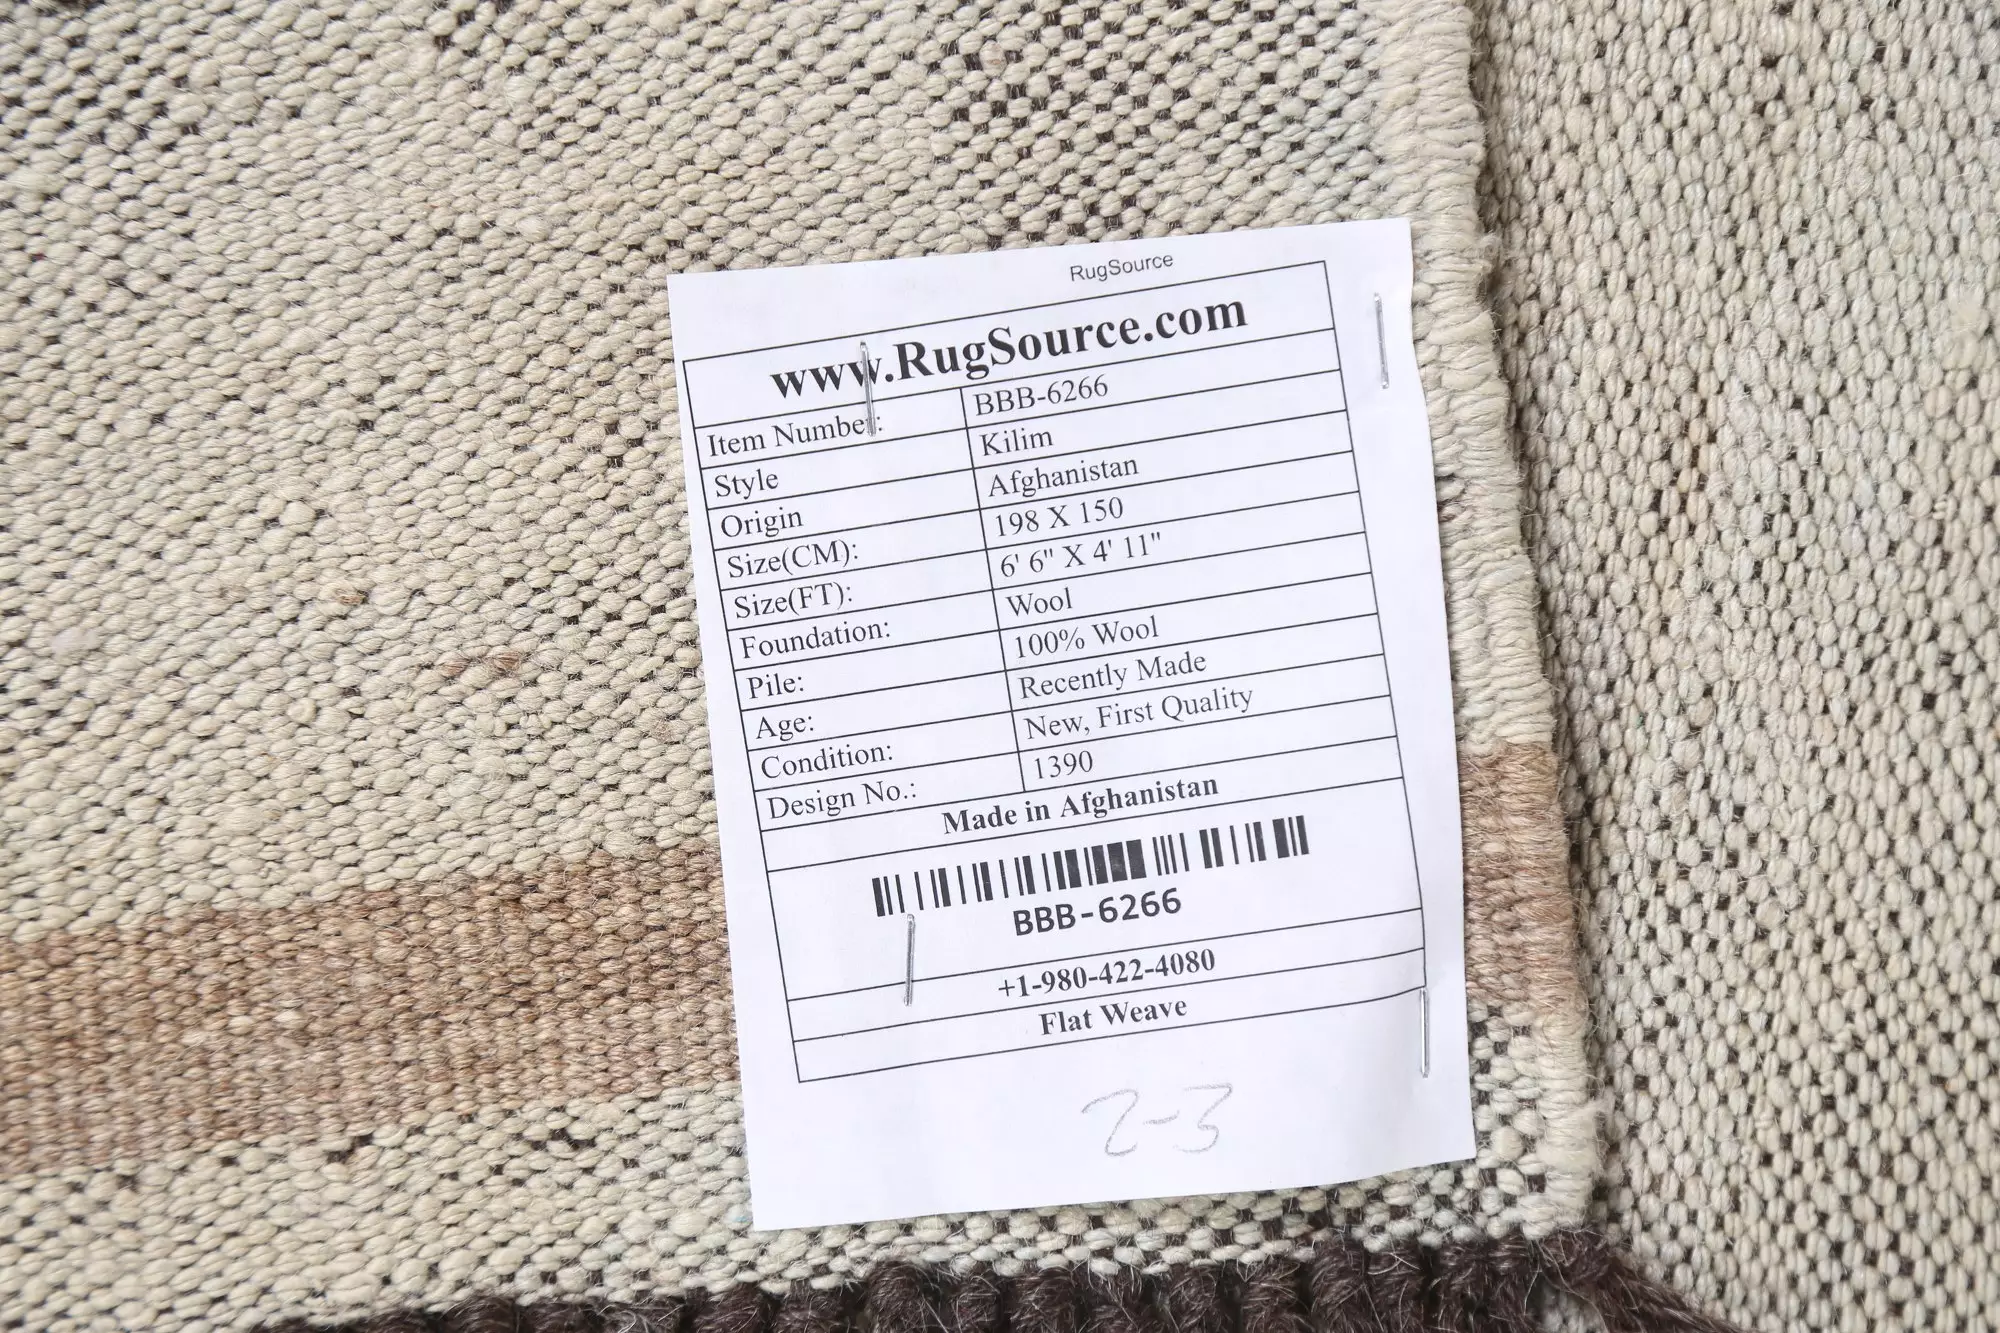 RugSource
www.RugSource.com
Item Number: BBB-6266
Style Kilim
Origin Afghanistan
Size(CM): 198 X 150
Size(FT): 6' 6" X 4' 11"
Foundation: Wool
Pile: 100% Wool
Age: Recently Made
Condition: New, First Quality
Design No.: 1390
Made in Afghanistan
BBB-6266
+1-980-422-4080
Flat Weave
2-3